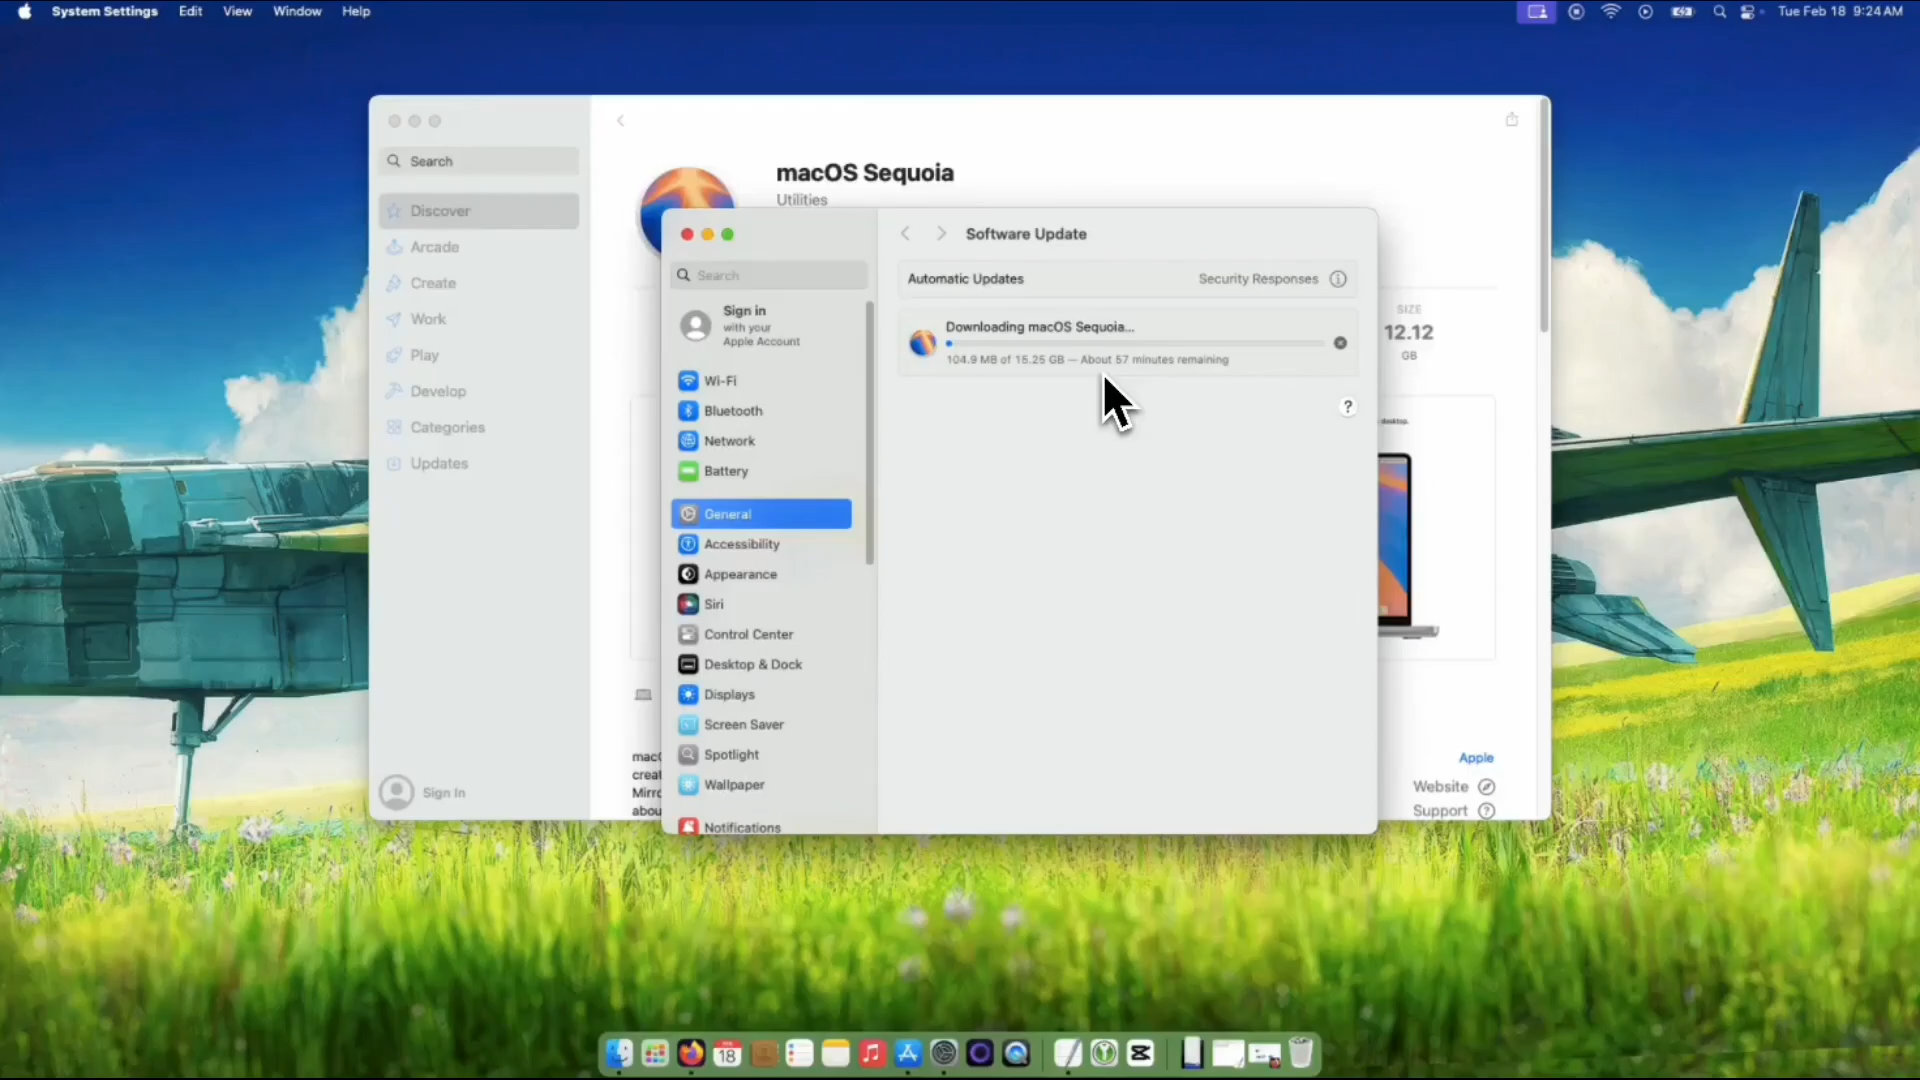 System Settings Edit View Window Help
Tue Feb 18 9:24 AM
Search
Discover
Arcade
Create
Work
Play
Develop
Categories
Updates
Sign In
macOS Sequoia
Utilities
SIZE
12.12
GB
desktop.
Apple
Website
Support
Search
Sign in
with your
Apple Account
Wi-Fi
Bluetooth
Network
Battery
General
Accessibility
Appearance
Siri
Control Center
Desktop & Dock
Displays
Screen Saver
Spotlight
Wallpaper
Notifications
Software Update
Automatic Updates Security Responses
Downloading macOS Sequoia...
104.9 MB of 15.25 GB — About 57 minutes remaining
?
18